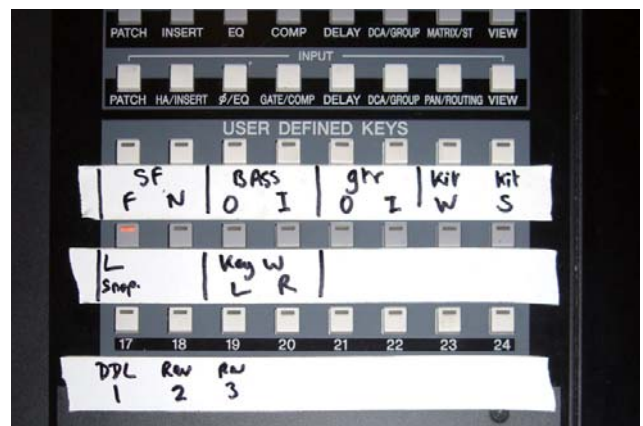 PATCH INSERT EQ COMP DELAY DCA/GROUP MATRIX/ST VIEW
INPUT
PATCH HA/INSERT ø/EQ GATE/COMP DELAY DCA/GROUP PAN/ROUTING VIEW
USER DEFINED KEYS
SF BASS gtr Kit Kit
F N O I O I W S
L Key W
Snap. L R
17 18 19 20 21 22 23 24
DDL Rev Rev
1 2 3